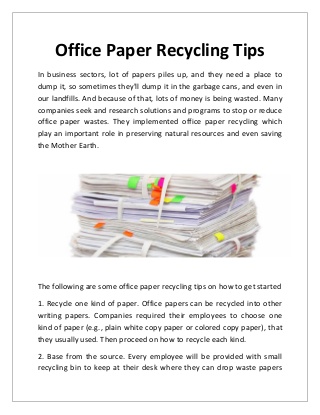 Office Paper Recycling Tips
In business sectors, lot of papers piles up, and they need a place to
dump it, so sometimes they'll dump it in the garbage cans, and even in
our landfills. And because of that, lots of money is being wasted. Many
companies seek and research solutions and programs to stop or reduce
office paper wastes. They implemented office paper recycling which
play an important role in preserving natural resources and even saving
the Mother Earth.
The following are some office paper recycling tips on how to get started
1. Recycle one kind of paper. Office papers can be recycled into other
writing papers. Companies required their employees to choose one
kind of paper (e.g., plain white copy paper or colored copy paper), that
they usually used. Then proceed on how to recycle each kind.
2. Base from the source. Every employee will be provided with small
recycling bin to keep at their desk where they can drop waste papers